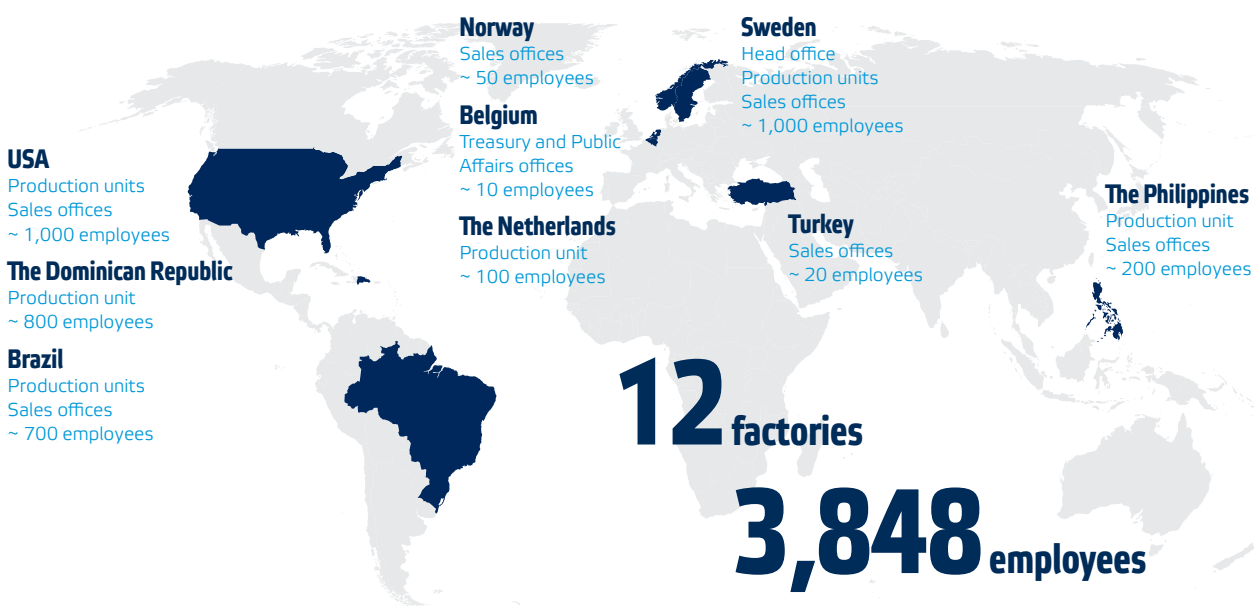 Norway
Sales offices
~ 50 employees
Sweden
Head office
Production units
Sales offices
~ 1,000 employees
Belgium
Treasury and Public
Affairs offices
~ 10 employees
USA
Production units
Sales offices
~ 1,000 employees
The Netherlands
Production unit
~ 100 employees
Turkey
Sales offices
~ 20 employees
The Philippines
Production unit
Sales offices
~ 200 employees
The Dominican Republic
Production unit
~ 800 employees
Brazil
Production units
Sales offices
~ 700 employees
12 factories
3,848 employees